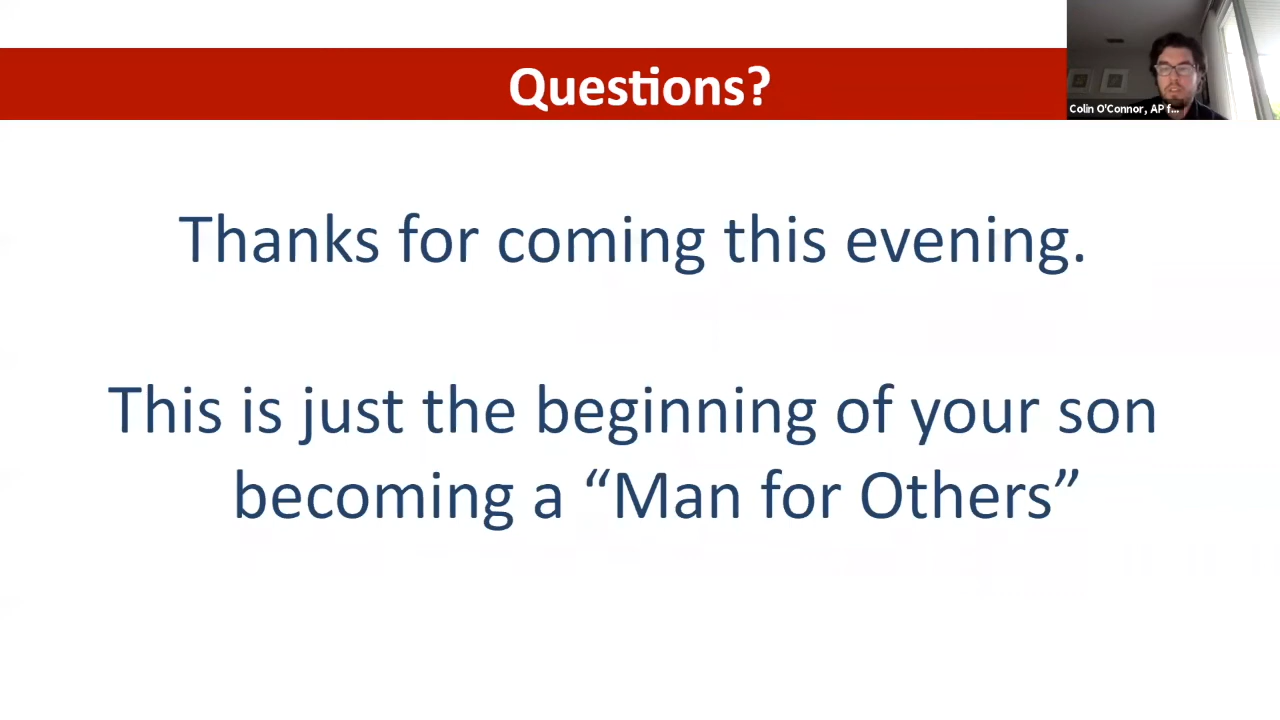 Questions?
Colin O'Connor, AP f...
Thanks for coming this evening.
This is just the beginning of your son
becoming a “Man for Others”